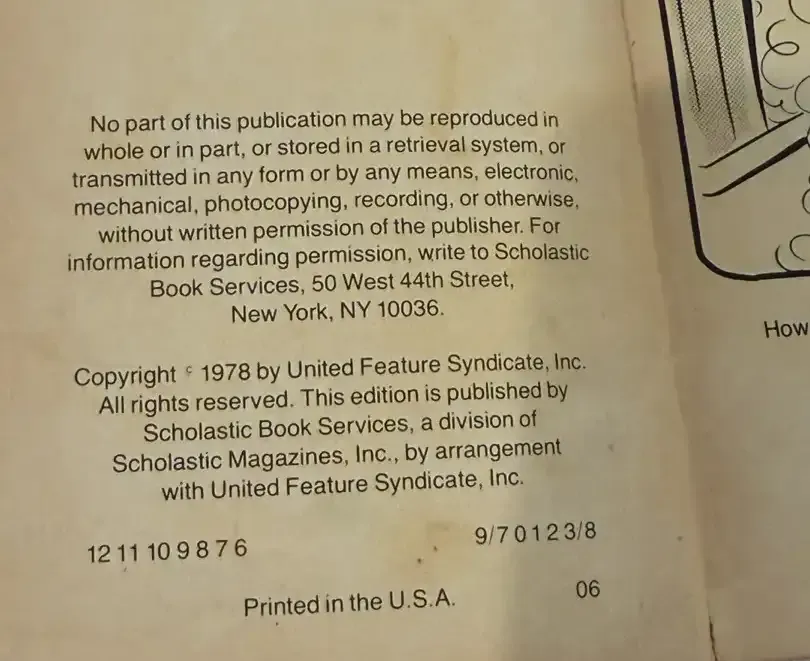 No part of this publication may be reproduced in
whole or in part, or stored in a retrieval system, or
transmitted in any form or by any means, electronic,
mechanical, photocopying, recording, or otherwise,
without written permission of the publisher. For
information regarding permission, write to Scholastic
Book Services, 50 West 44th Street,
New York, NY 10036.
Copyright © 1978 by United Feature Syndicate, Inc.
All rights reserved. This edition is published by
Scholastic Book Services, a division of
Scholastic Magazines, Inc., by arrangement
with United Feature Syndicate, Inc.
12 11 10 9 8 7 6
9/7 0 1 2 3/8
Printed in the U.S.A.
06
How